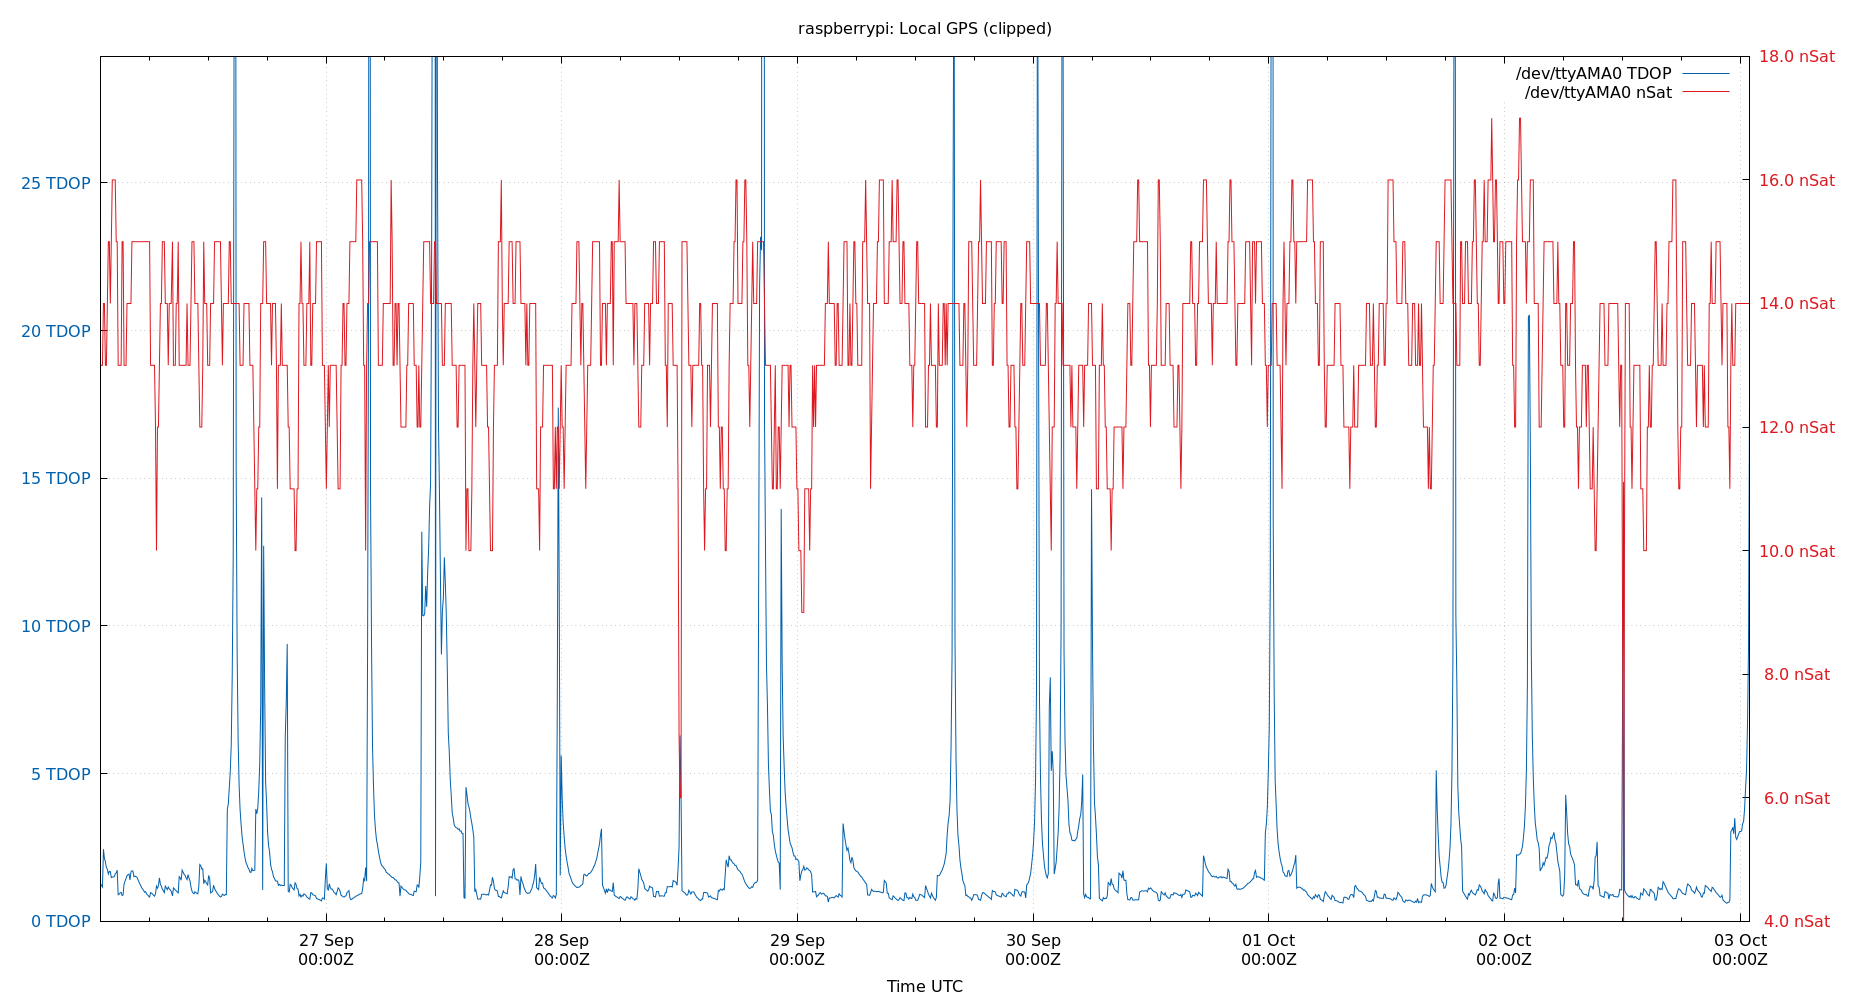 raspberrypi: Local GPS (clipped)
18.0 nSat
/dev/ttyAMA0 TDOP
/dev/ttyAMA0 nSat
25 TDOP
16.0 nSat
20 TDOP
14.0 nSat
12.0 nSat
15 TDOP
10.0 nSat
10 TDOP
8.0 nSat
5 TDOP
6.0 nSat
0 TDOP
4.0 nSat
27 Sep 28 Sep 29 Sep 30 Sep 01 Oct 02 Oct 03 Oct
00:00Z 00:00Z 00:00Z 00:00Z 00:00Z 00:00Z 00:00Z
Time UTC